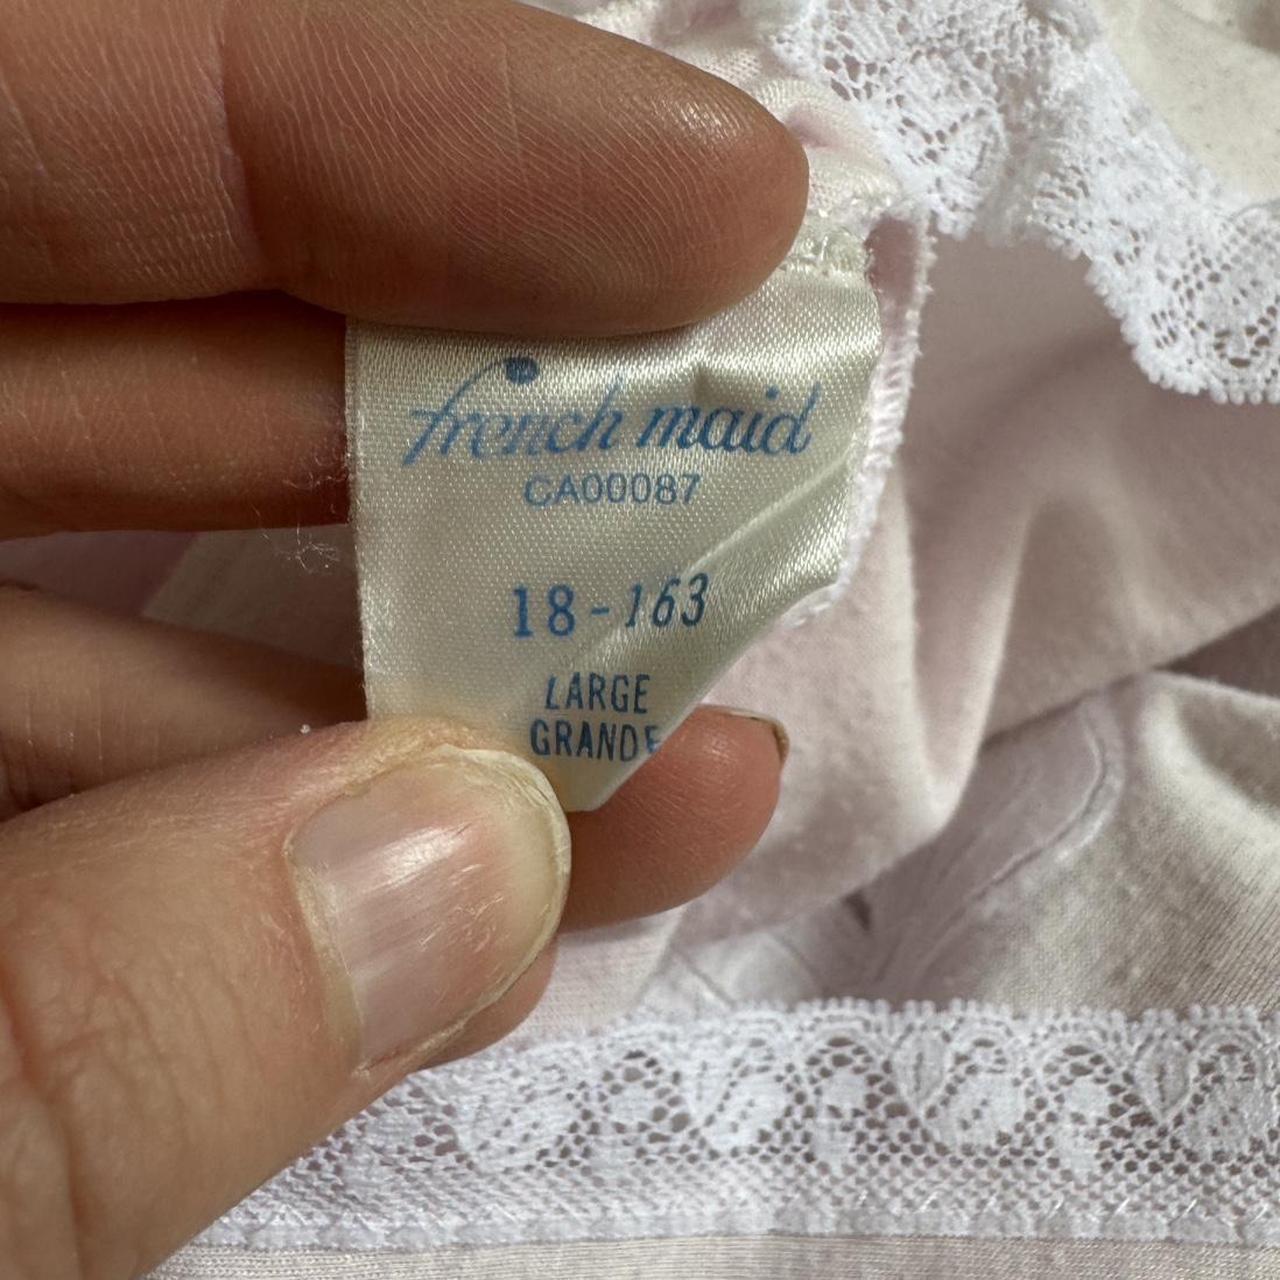 french maid
CA00087
18-163
LARGE
GRANDE